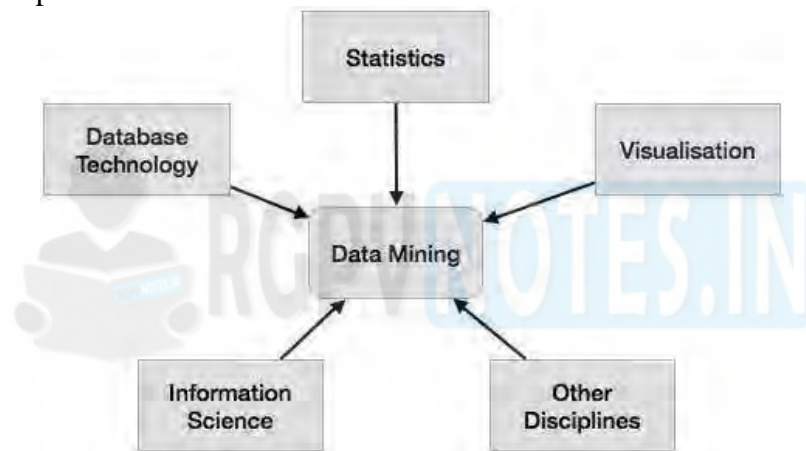 Statistics
Database
Technology
Visualisation
Data Mining
RGPVNOTES.IN
Information
Science
Other
Disciplines